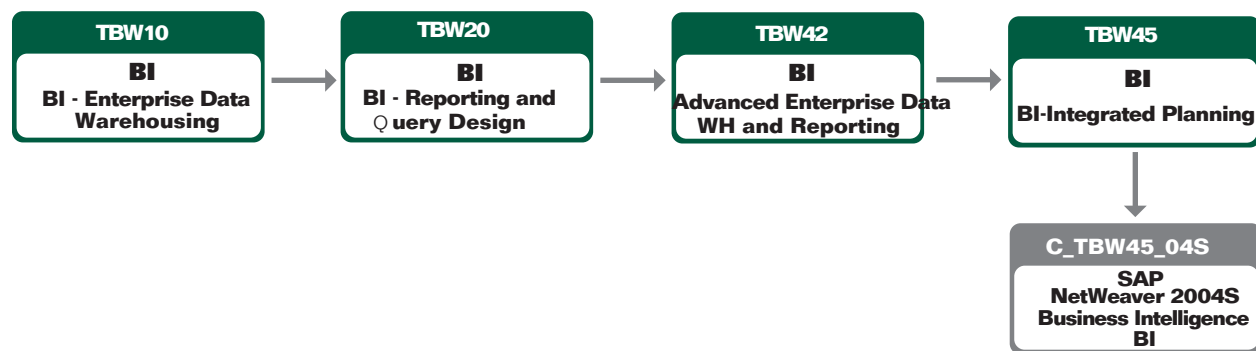 TBW10
BI
BI - Enterprise Data
Warehousing
TBW20
BI
BI - Reporting and
Query Design
TBW42
BI
Advanced Enterprise Data
WH and Reporting
TBW45
BI
BI-Integrated Planning
C_TBW45_04S
SAP
NetWeaver 2004S
Business Intelligence
BI